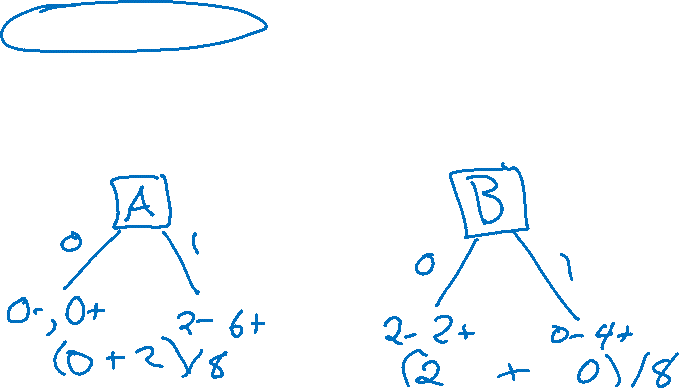 A B
0 1 0 1
0-, 0+ 2- 6+ 2- 2+ 0- 4+
(0+2)/8 (2 + 0)/8